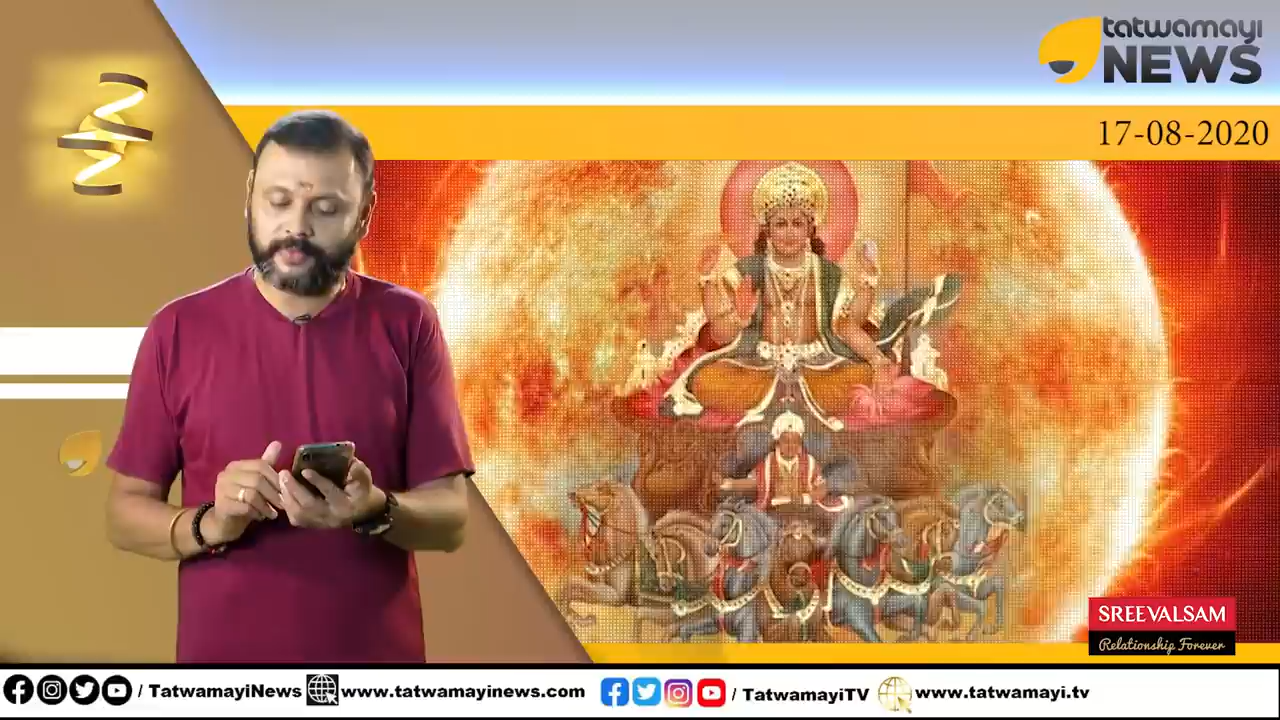 tatwamayi
NEWS
17-08-2020
SREEVALSAM
Relationship Forever
/ TatwamayiNews www.tatwamayinews.com / TatwamayiTV www.tatwamayi.tv